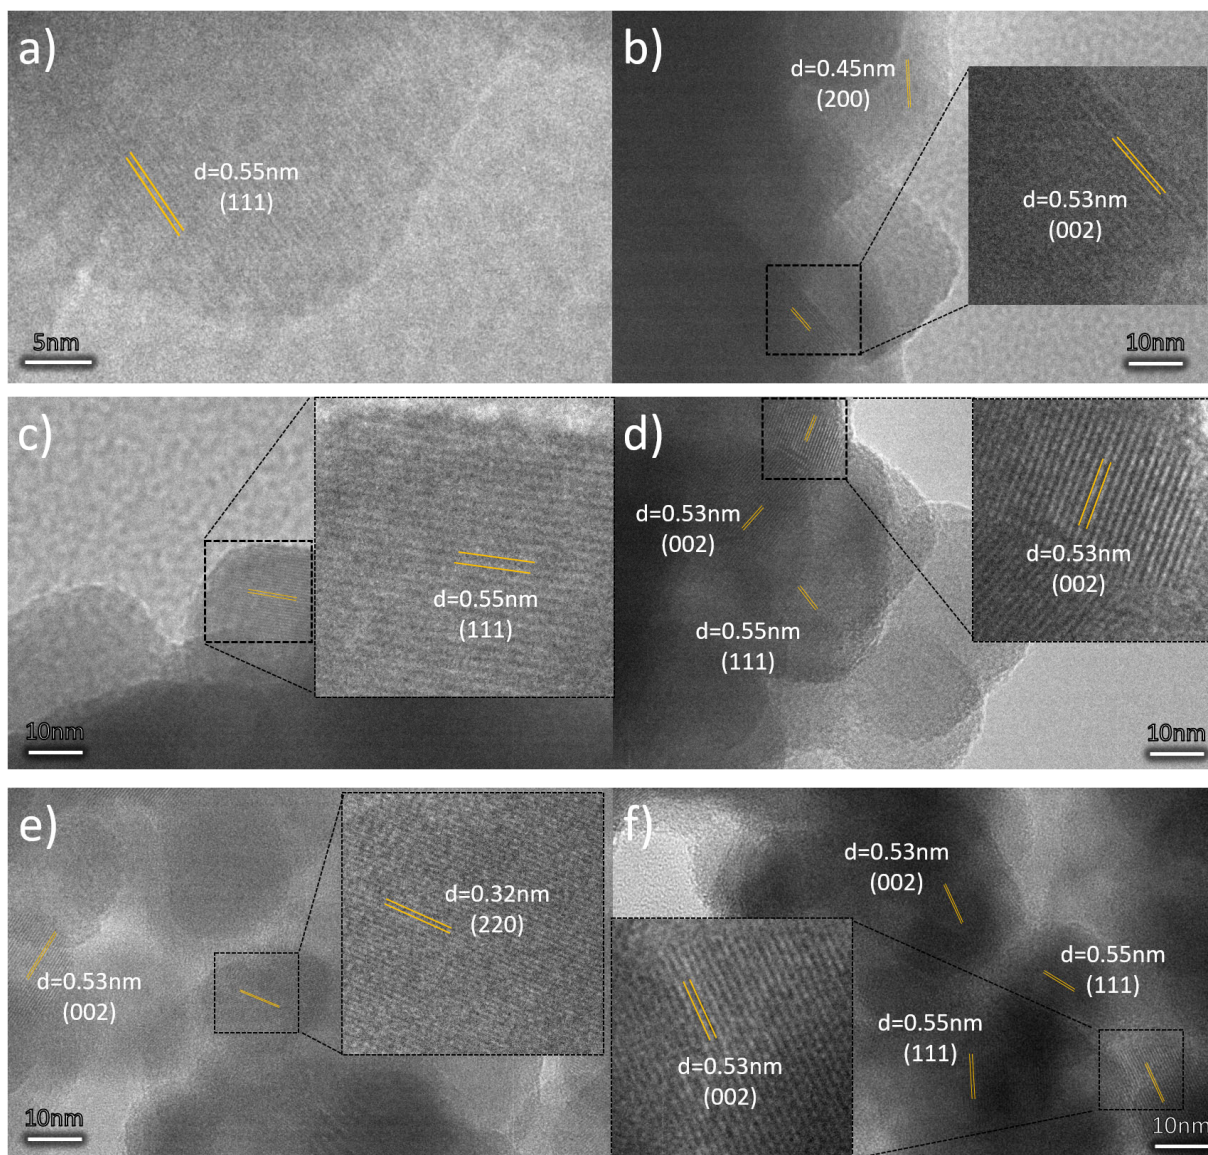 a)
d=0.55nm
(111)
5nm
b)
d=0.45nm
(200)
d=0.53nm
(002)
10nm
c)
d=0.55nm
(111)
10nm
d)
d=0.53nm
(002)
d=0.53nm
(002)
d=0.55nm
(111)
10nm
e)
d=0.32nm
(220)
d=0.53nm
(002)
10nm
f)
d=0.53nm
(002)
d=0.55nm
(111)
d=0.55nm
(111)
d=0.53nm
(002)
10nm